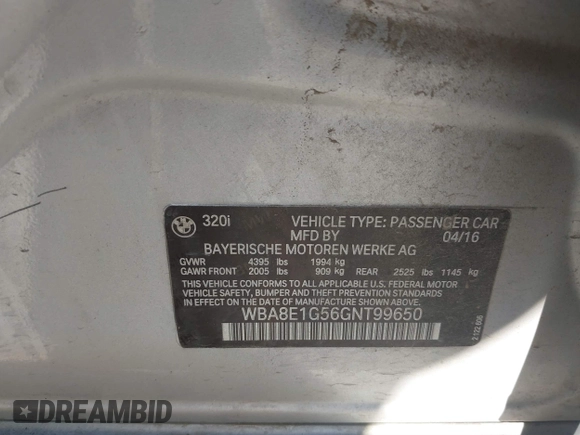 320i VEHICLE TYPE: PASSENGER CAR
MFD BY 04/16
BAYERISCHE MOTOREN WERKE AG
GVWR 4395 lbs 1994 kg
GAWR FRONT 2005 lbs 909 kg REAR 2525 lbs 1145 kg
THIS VEHICLE CONFORMS TO ALL APPLICABLE FEDERAL MOTOR
VEHICLE SAFETY, BUMPER AND THEFT PREVENTION STANDARDS
IN EFFECT ON THE DATE OF MANUFACTURE SHOWN ABOVE.
WBA8E1G56GNT99650
DREAMBID